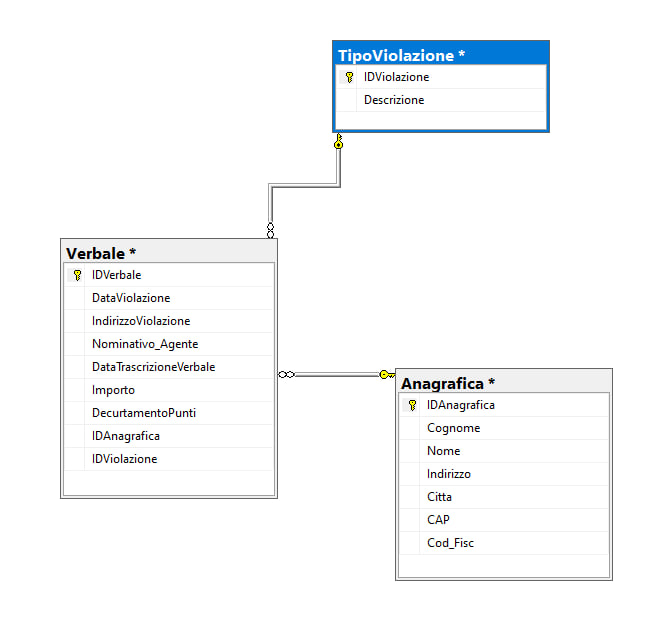 TipoViolazione *
IDViolazione
Descrizione
Verbale *
IDVerbale
DataViolazione
IndirizzoViolazione
Nominativo_Agente
DataTrascrizioneVerbale
Importo
DecurtamentoPunti
IDAnagrafica
IDViolazione
Anagrafica *
IDAnagrafica
Cognome
Nome
Indirizzo
Citta
CAP
Cod_Fisc